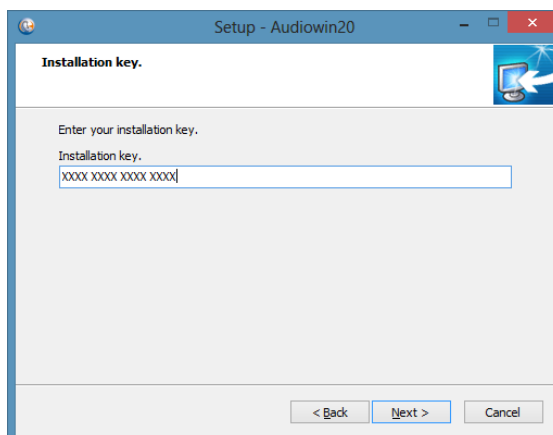 Setup - Audiowin20
Installation key.
Enter your installation key.
Installation key.
XXXX XXXX XXXX XXXX
< Back
Next >
Cancel